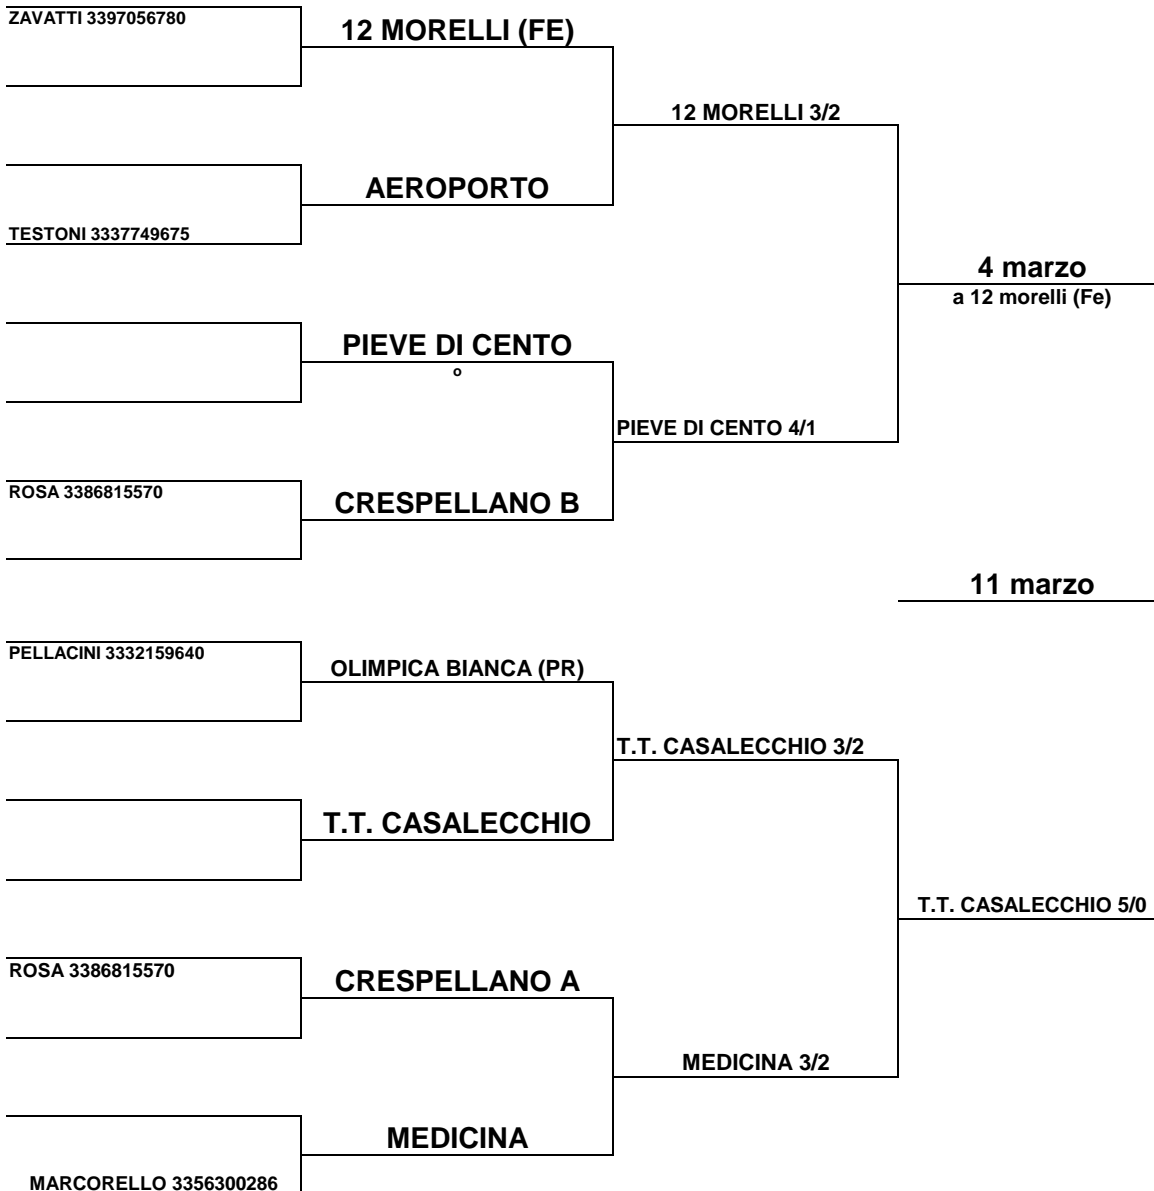 ZAVATTI 3397056780
12 MORELLI (FE)
12 MORELLI 3/2
AEROPORTO
TESTONI 3337749675
4 marzo
a 12 morelli (Fe)
PIEVE DI CENTO
o
PIEVE DI CENTO 4/1
ROSA 3386815570
CRESPELLANO B
11 marzo
PELLACINI 3332159640
OLIMPICA BIANCA (PR)
T.T. CASALECCHIO 3/2
T.T. CASALECCHIO
T.T. CASALECCHIO 5/0
ROSA 3386815570
CRESPELLANO A
MEDICINA 3/2
MEDICINA
MARCORELLO 3356300286